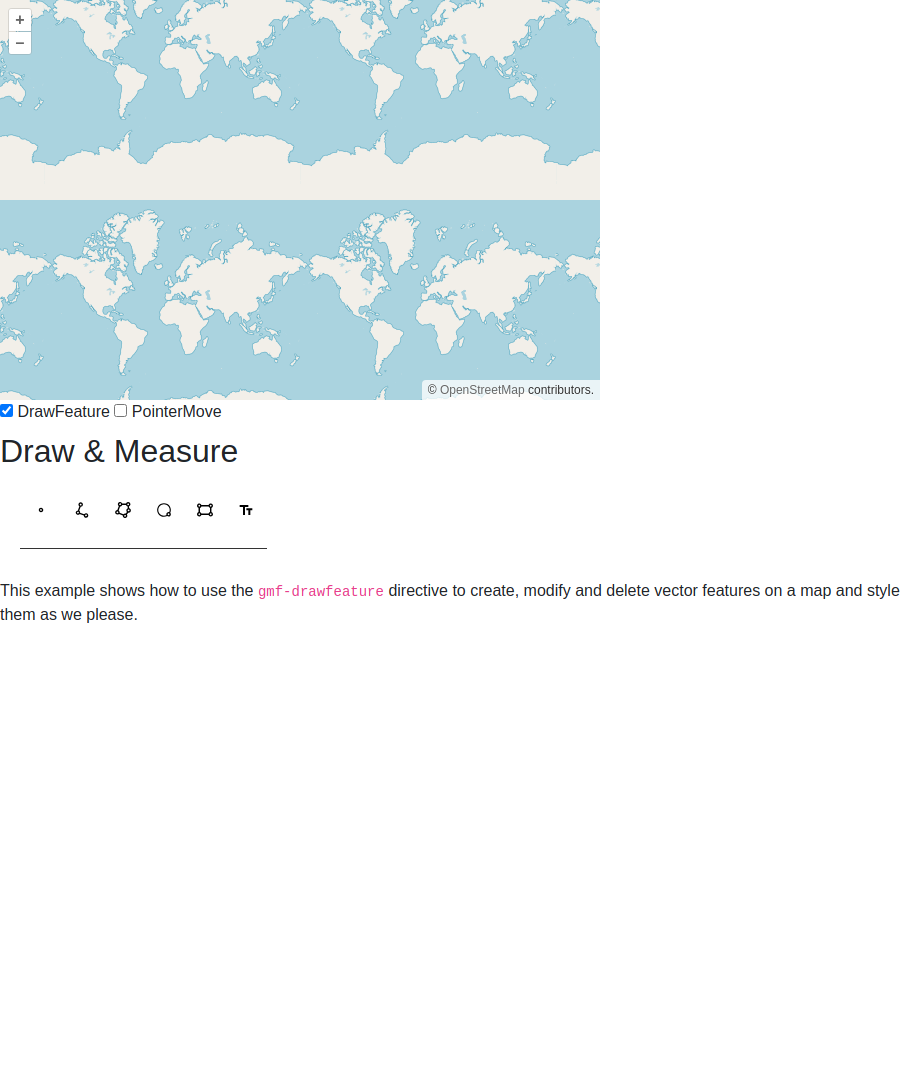 +
−
© OpenStreetMap contributors.
DrawFeature PointerMove
Draw & Measure
Tт
This example shows how to use the gmf-drawfeature directive to create, modify and delete vector features on a map and style
them as we please.